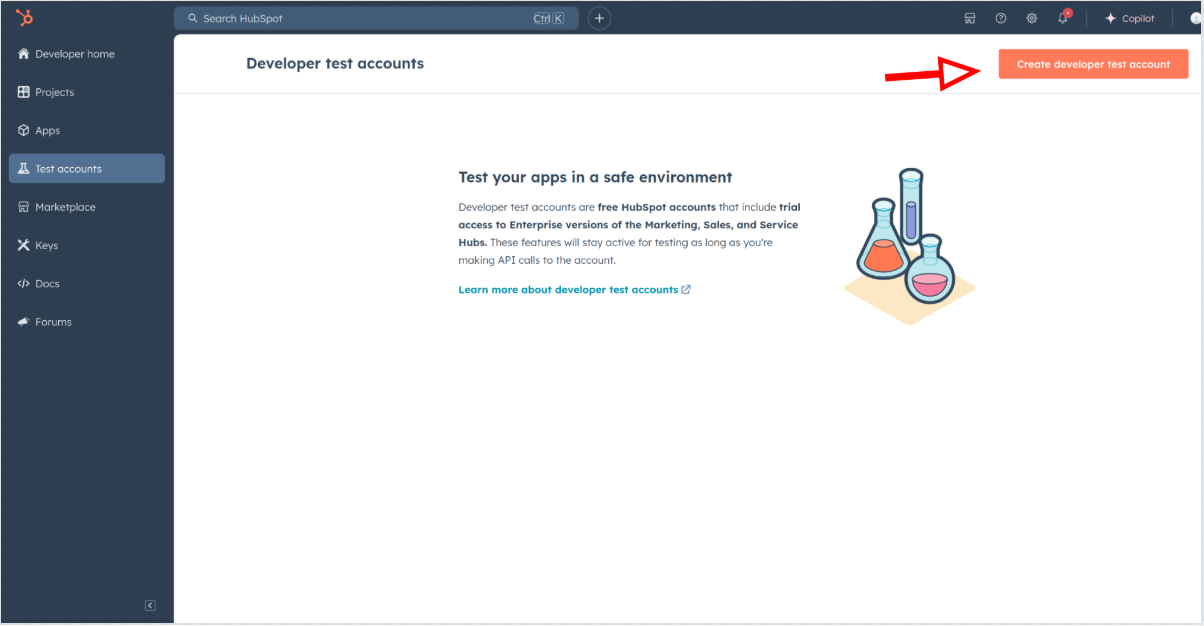 Search HubSpot
Ctrl K
Copilot
Developer home
Projects
Apps
Test accounts
Marketplace
Keys
Docs
Forums
Developer test accounts
Create developer test account
Test your apps in a safe environment
Developer test accounts are free HubSpot accounts that include trial
access to Enterprise versions of the Marketing, Sales, and Service
Hubs. These features will stay active for testing as long as you're
making API calls to the account.
Learn more about developer test accounts